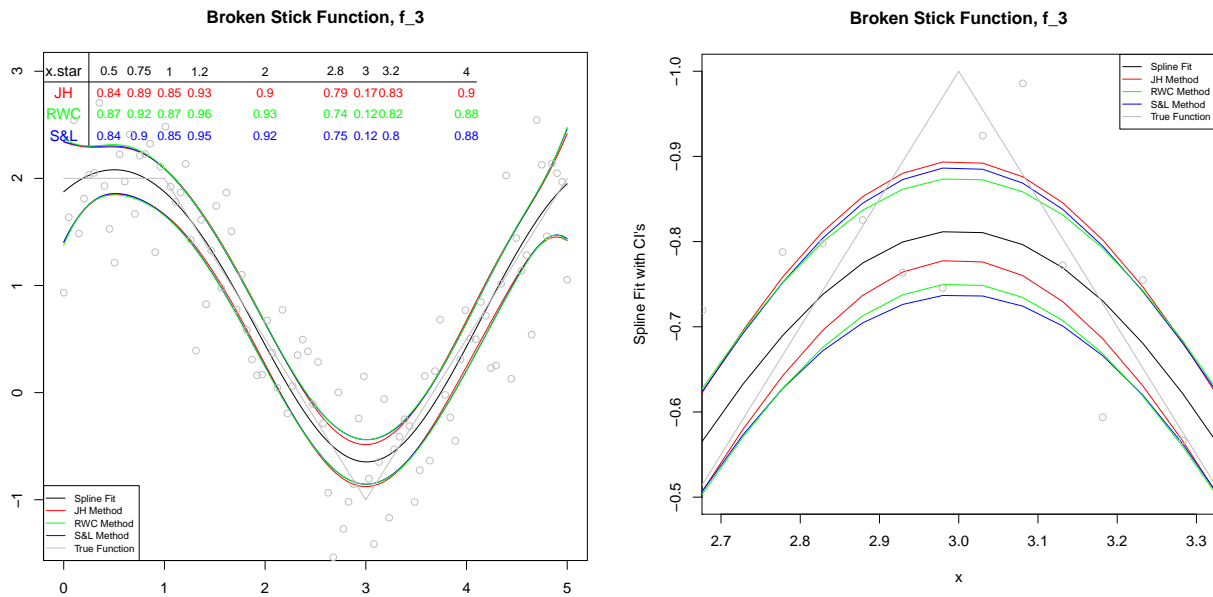 Broken Stick Function, f_3
x.star 0.5 0.75 1 1.2 2 2.8 3 3.2 4
JH 0.84 0.89 0.85 0.93 0.9 0.79 0.17 0.83 0.9
RWC 0.87 0.92 0.87 0.96 0.93 0.74 0.12 0.82 0.88
S&L 0.84 0.9 0.85 0.95 0.92 0.75 0.12 0.8 0.88
3
2
1
0
−1
Spline Fit
JH Method
RWC Method
S&L Method
True Function
0 1 2 3 4 5
Broken Stick Function, f_3
Spline Fit
JH Method
RWC Method
S&L Method
True Function
Spline Fit with CI's
−1.0
−0.9
−0.8
−0.7
−0.6
−0.5
2.7 2.8 2.9 3.0 3.1 3.2 3.3
x